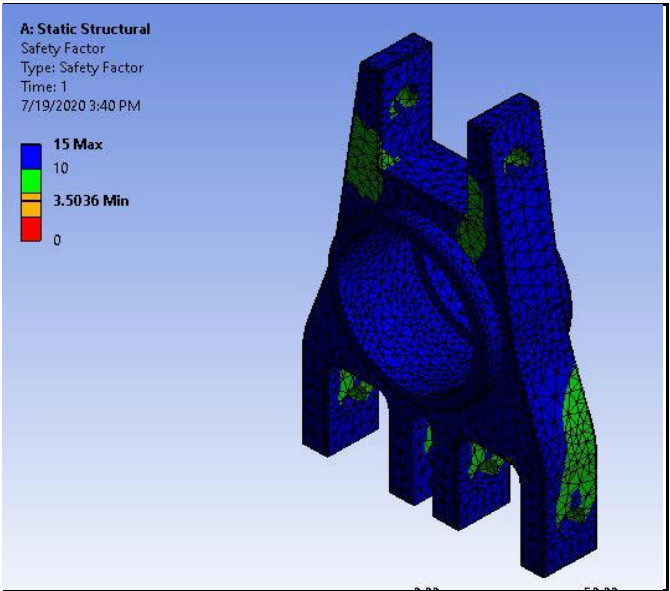 A: Static Structural
Safety Factor
Type: Safety Factor
Time: 1
7/19/2020 3:40 PM
15 Max
10
3.5036 Min
0